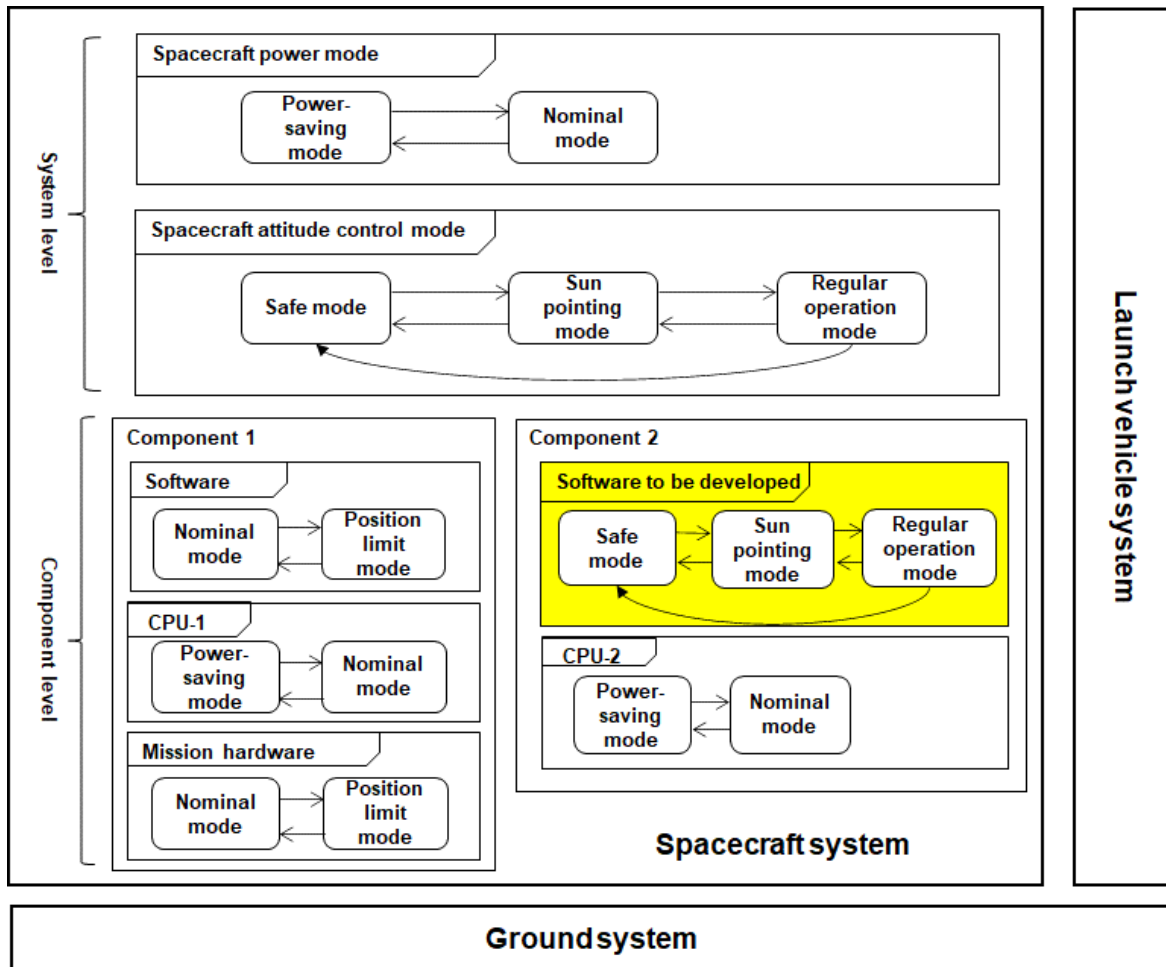 Spacecraft power mode
Power-
saving
mode
Nominal
mode
System level
Spacecraft attitude control mode
Safe mode
Sun
pointing
mode
Regular
operation
mode
Launch vehicle system
Component level
Component 1
Software
Nominal
mode
Position
limit
mode
CPU-1
Power-
saving
mode
Nominal
mode
Mission hardware
Nominal
mode
Position
limit
mode
Component 2
Software to be developed
Safe
mode
Sun
pointing
mode
Regular
operation
mode
CPU-2
Power-
saving
mode
Nominal
mode
Spacecraft system
Ground system